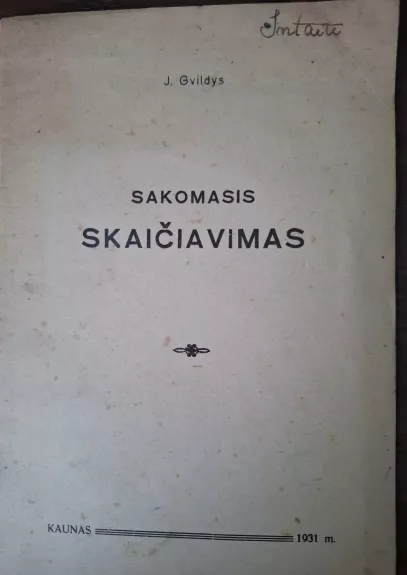 J. Gvildys
SAKOMASIS
SKAIČIAVIMAS
KAUNAS 1931 m.